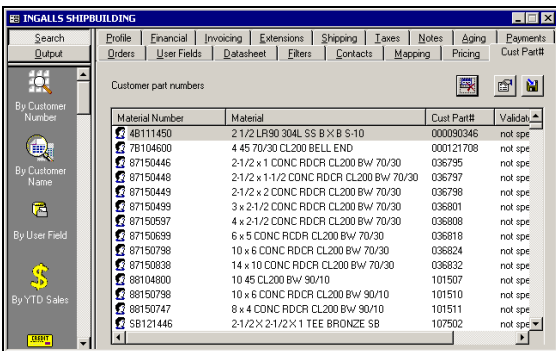 INGALLS SHIPBUILDING
Search
Output
Profile Financial Invoicing Extensions Shipping Taxes Notes Aging Payments
Orders User Fields Datasheet Filters Contacts Mapping Pricing Cust Part#
By Customer Number
By Customer Name
By User Field
By YTD Sales
CREDIT
Customer part numbers
Material Number Material Cust Part# Validat
4B111450 2 1/2 LR90 304L SS B X B S-10 000090346 not spe
7B104600 4 45 70/30 CL200 BELL END 000121708 not spe
87150446 2-1/2 x 1 CONC RDCR CL200 BW 70/30 036795 not spe
87150448 2-1/2 x 1-1/2 CONC RDCR CL200 BW 70/30 036797 not spe
87150449 2-1/2 x 2 CONC RDCR CL200 BW 70/30 036798 not spe
87150499 3 x 2-1/2 CONC RDCR CL200 BW 70/30 036801 not spe
87150597 4 x 2-1/2 CONC RDCR CL200 BW 70/30 036808 not spe
87150699 6 x 5 CONC RCDR CL200 BW 70/30 036818 not spe
87150798 10 x 6 CONC RDCR CL200 BW 70/30 036824 not spe
87150838 14 x 10 CONC RDCR CL200 BW 70/30 036832 not spe
88104800 10 45 CL200 BW 90/10 101507 not spe
88150798 10 x 6 CONC RDCR CL200 BW 90/10 101510 not spe
88150747 8 x 4 CONC RDCR CL200 BW 90/10 101511 not spe
SB121446 2-1/2 X 2-1/2 X 1 TEE BRONZE SB 107502 not spe